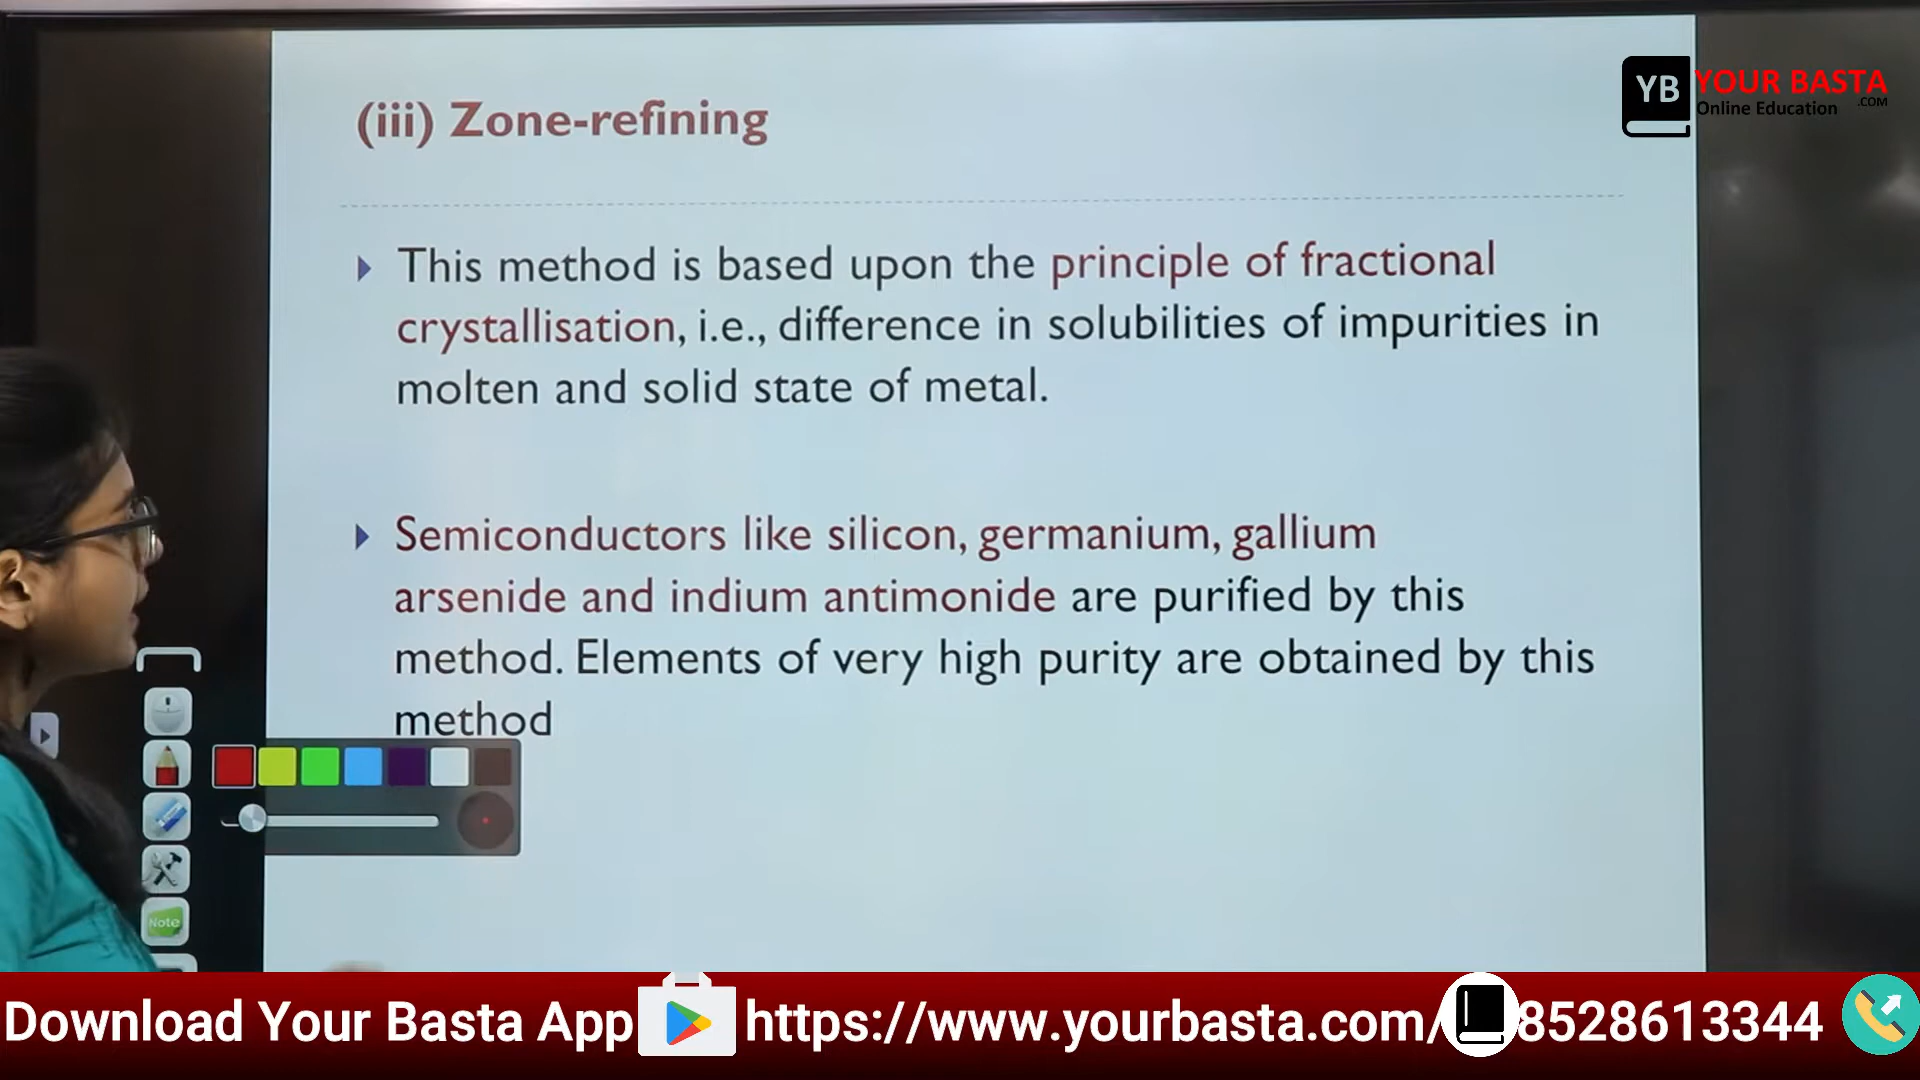 YB YOUR BASTA
.COM
Online Education
(iii) Zone-refining
This method is based upon the principle of fractional
crystallisation, i.e., difference in solubilities of impurities in
molten and solid state of metal.
Semiconductors like silicon, germanium, gallium
arsenide and indium antimonide are purified by this
method. Elements of very high purity are obtained by this
method
Note
Download Your Basta App https://www.yourbasta.com/ 8528613344